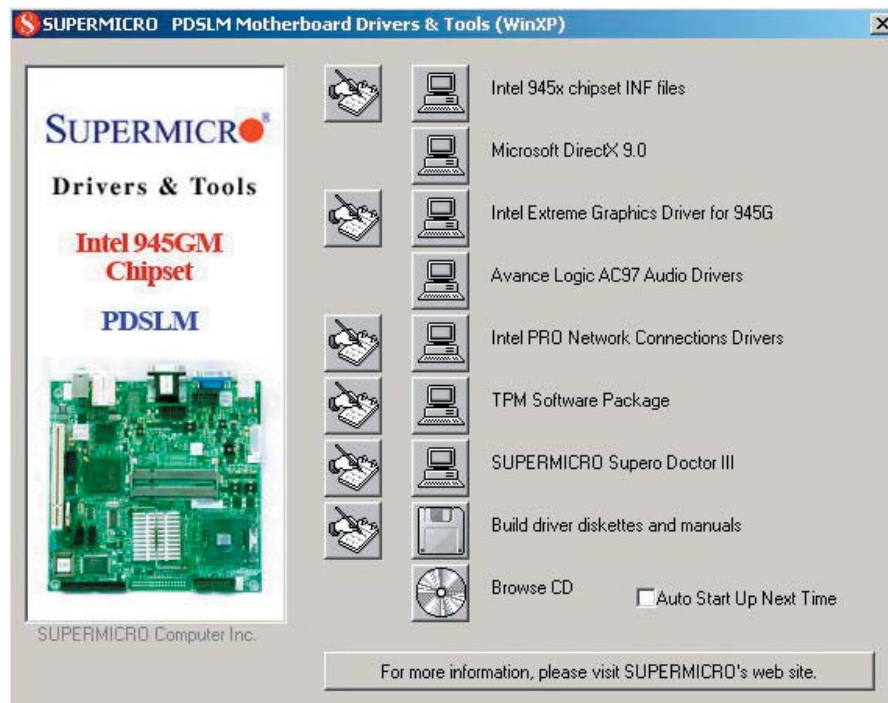 SUPERMICRO PDSLM Motherboard Drivers & Tools (WinXP)
SUPERMICRO®
Drivers & Tools
Intel 945GM
Chipset
PDSLM
SUPERMICRO Computer Inc.
Intel 945x chipset INF files
Microsoft DirectX 9.0
Intel Extreme Graphics Driver for 945G
Avance Logic AC97 Audio Drivers
Intel PRO Network Connections Drivers
TPM Software Package
SUPERMICRO Supero Doctor III
Build driver diskettes and manuals
Browse CD
Auto Start Up Next Time
For more information, please visit SUPERMICRO's web site.